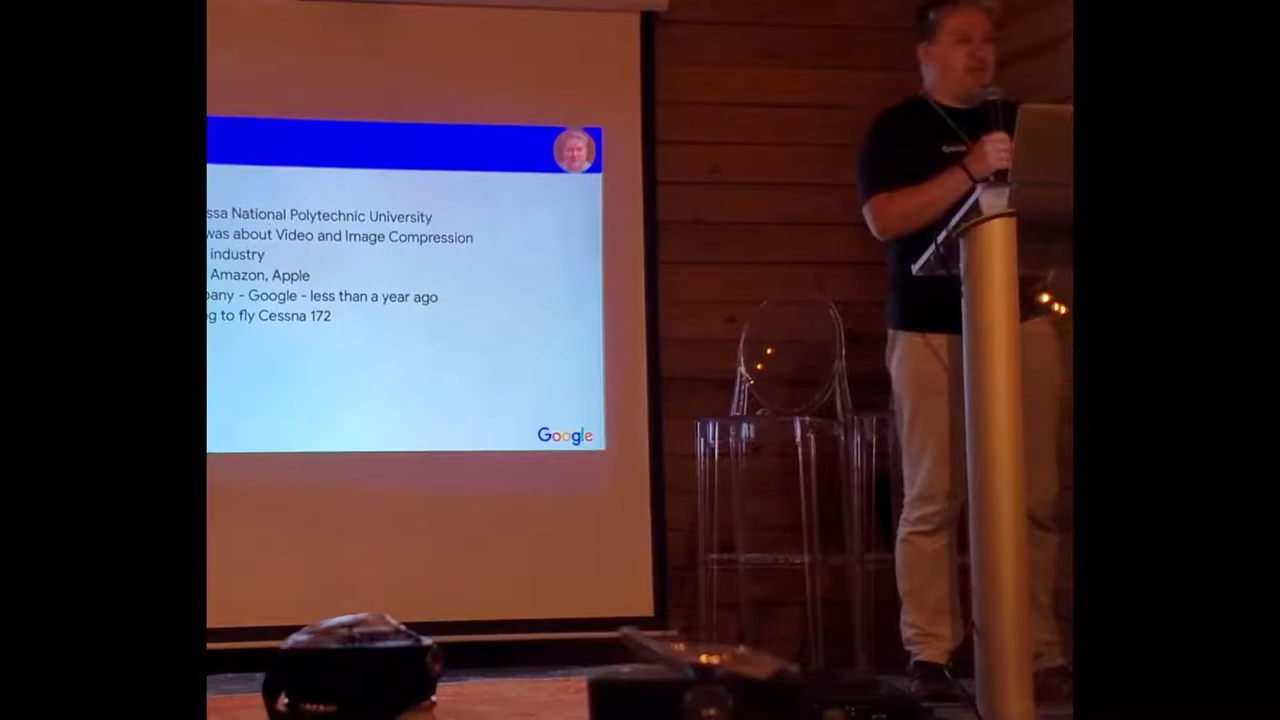 ssa National Polytechnic University
was about Video and Image Compression
industry
Amazon, Apple
pany - Google - less than a year ago
g to fly Cessna 172
Google